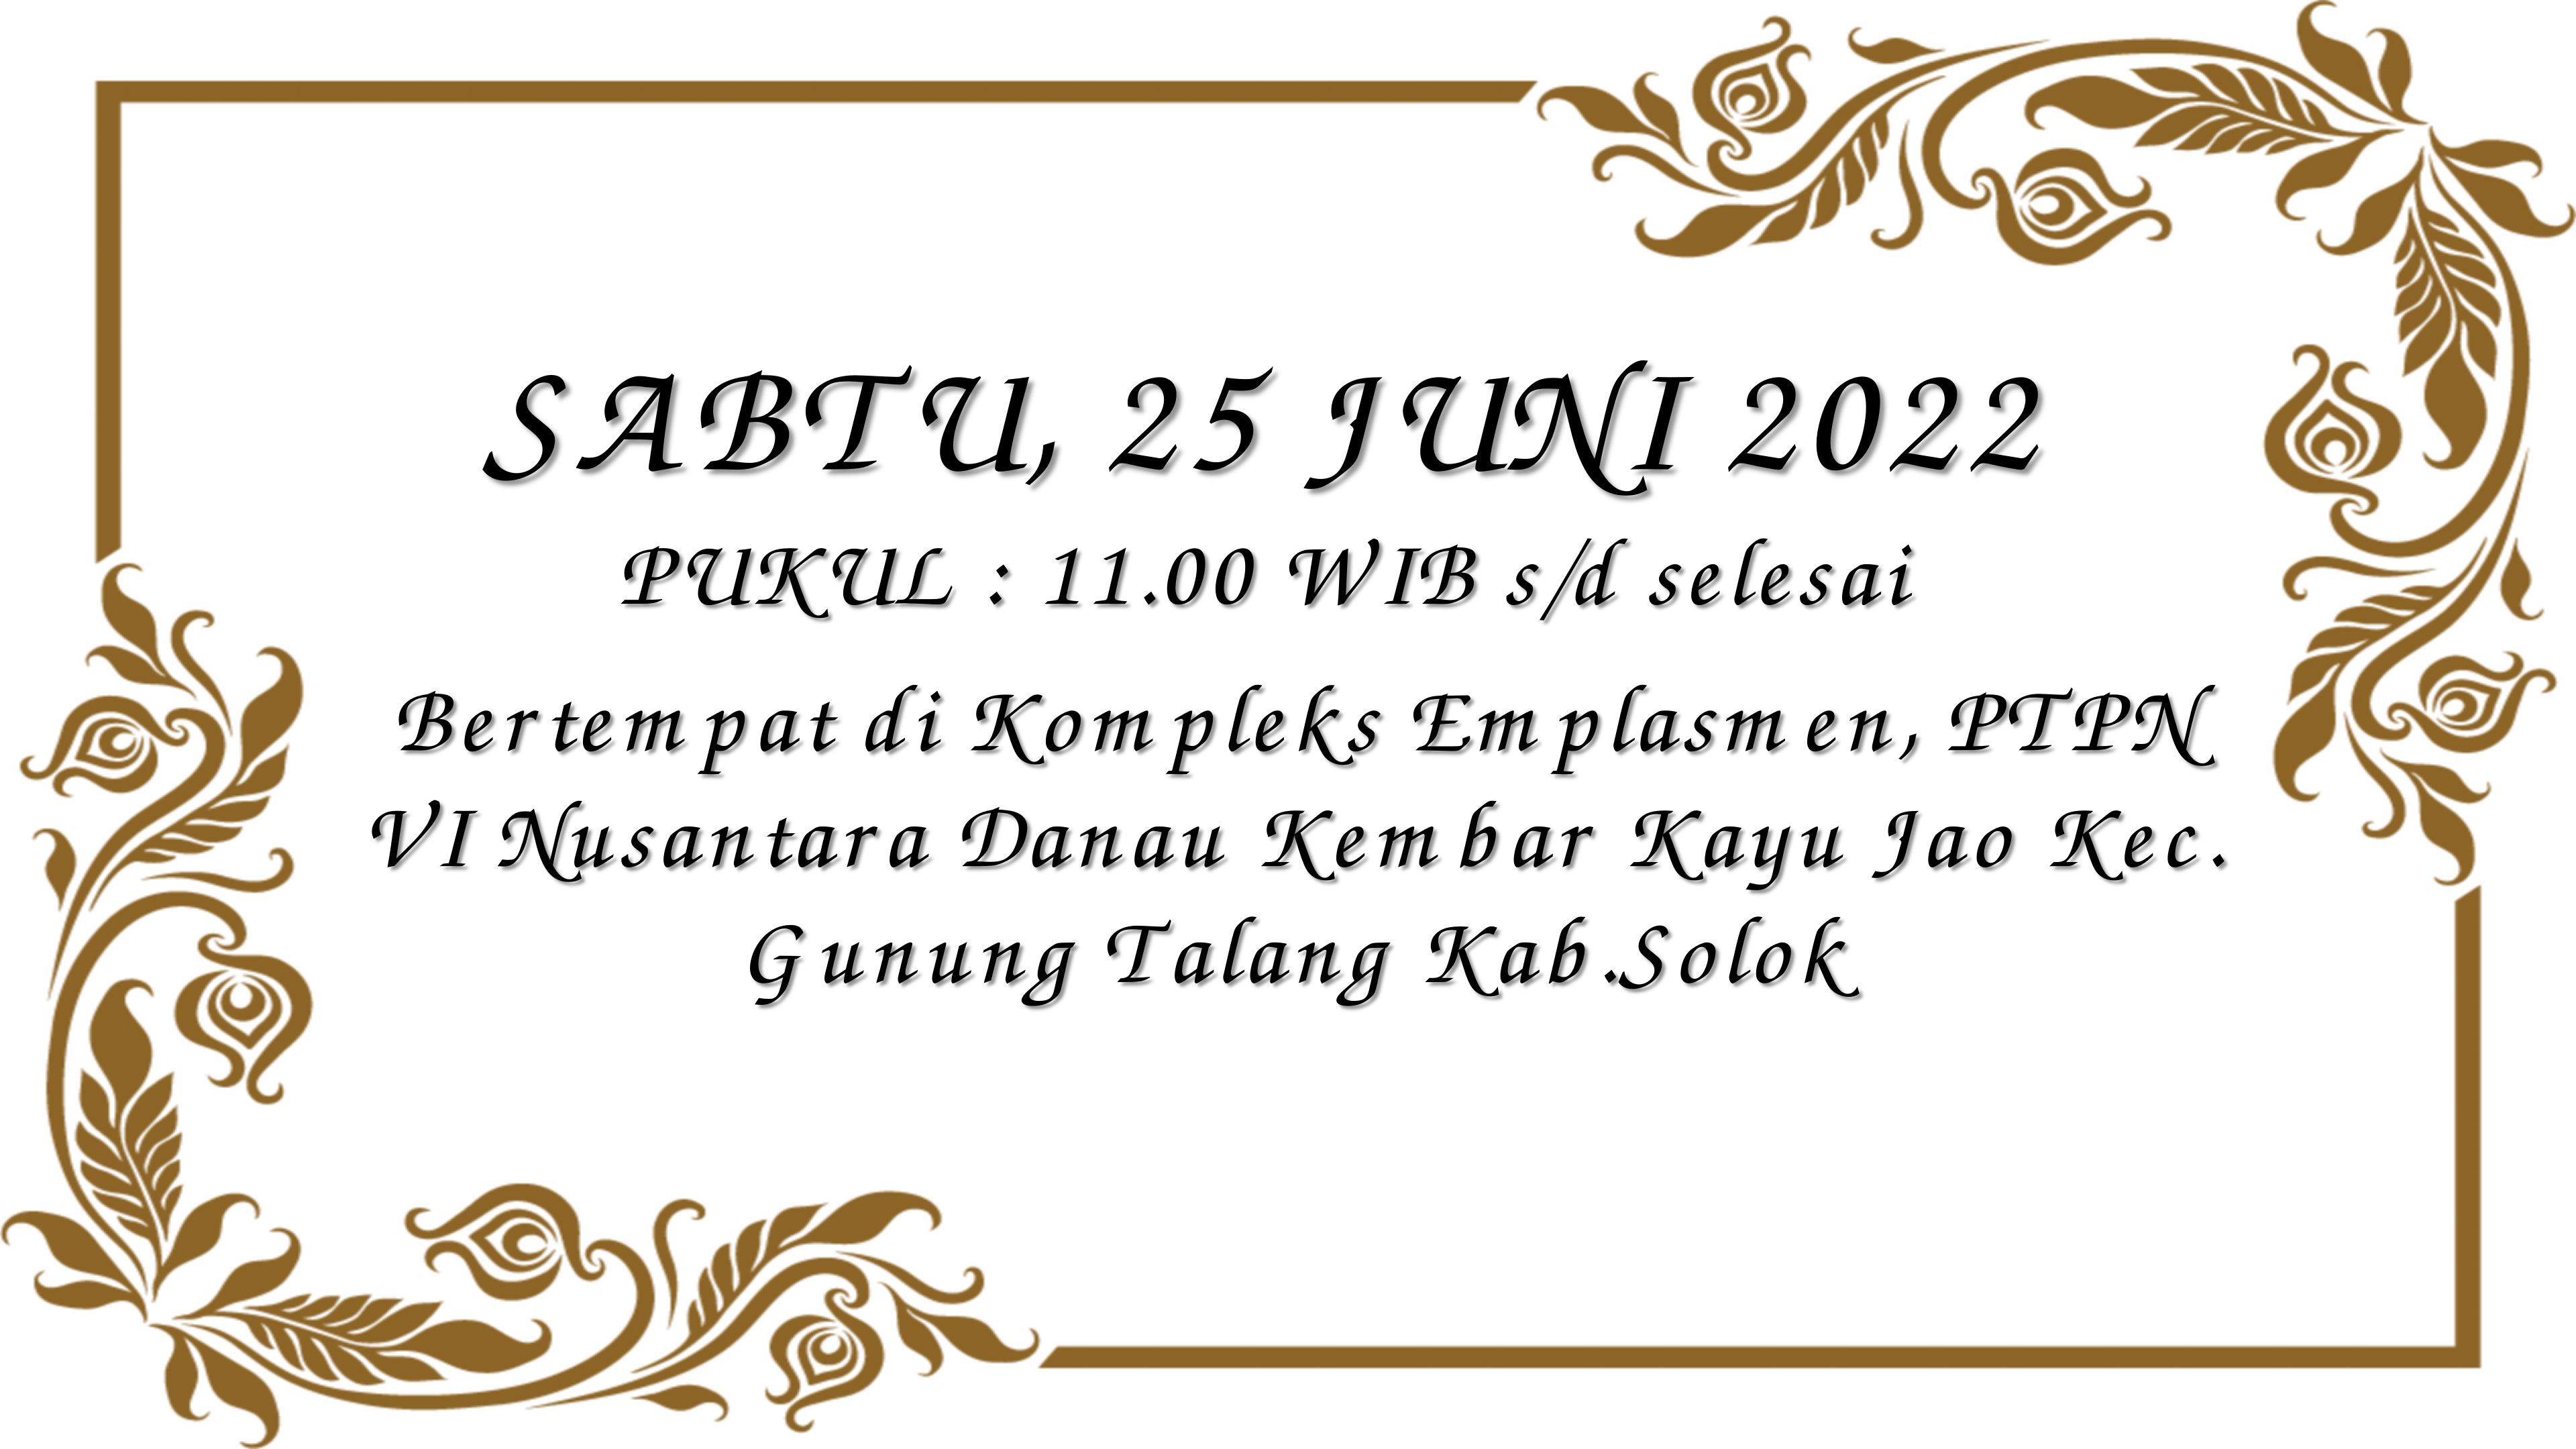 SABTU, 25 JUNI 2022
PUKUL : 11.00 WIB s/d selesai
Bertempat di Kompleks Emplasmen, PTPN
VI Nusantara Danau Kembar Kayu Jao Kec.
Gunung Talang Kab.Solok